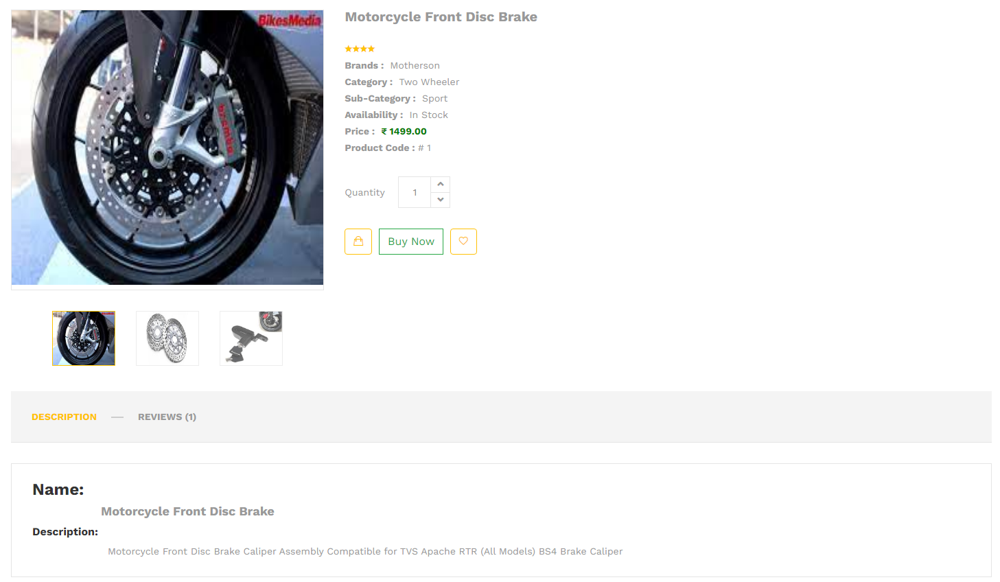 BikesMedia
brembo
Motorcycle Front Disc Brake
Brands : Motherson
Category : Two Wheeler
Sub-Category : Sport
Availability : In Stock
Price : ₹ 1499.00
Product Code : # 1
Quantity 1
Buy Now
DESCRIPTION — REVIEWS (1)
Name:
Motorcycle Front Disc Brake
Description:
Motorcycle Front Disc Brake Caliper Assembly Compatible for TVS Apache RTR (All Models) BS4 Brake Caliper